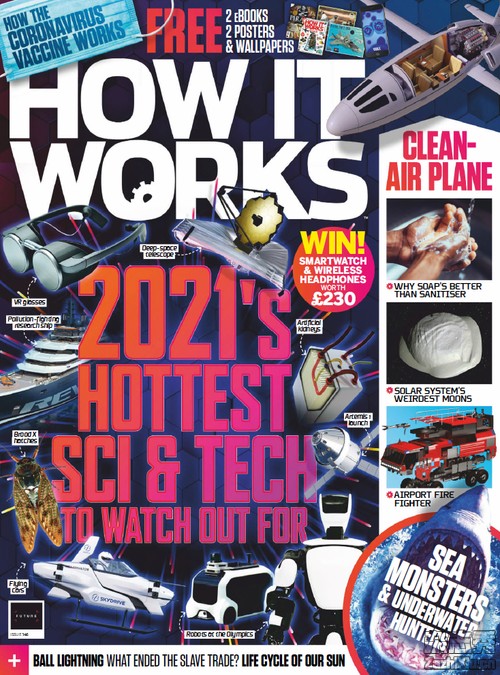 HOW THE
CORONAVIRUS
VACCINE WORKS
FREE
2 EBOOKS
2 POSTERS
& WALLPAPERS
HOW IT
WORKS
CLEAN-
AIR PLANE
Deep-space
telescope
WIN!
SMARTWATCH
& WIRELESS
HEADPHONES
WORTH
£230
VR glasses
Pollution-fighting
research ship
2021's
HOTTEST
SCI & TECH
TO WATCH OUT FOR
Artificial
kidneys
Artemis 1
launch
Brood X
hatches
Flying
cars
SKYDRIVE
Robots at the Olympics
WHY SOAP'S BETTER
THAN SANITISER
SOLAR SYSTEM'S
WEIRDEST MOONS
AIRPORT FIRE
FIGHTER
SEA
MONSTERS
& UNDERWATER
HUNTERS
FUTURE
+ BALL LIGHTNING WHAT ENDED THE SLAVE TRADE? LIFE CYCLE OF OUR SUN